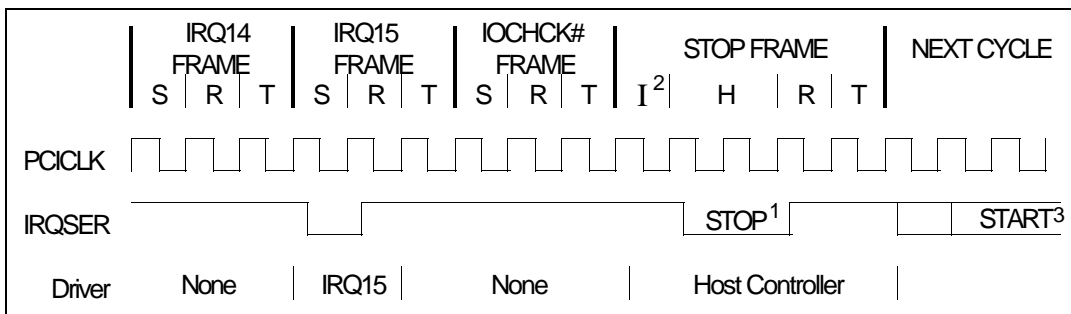 IRQ14 FRAME
IRQ15 FRAME
IOCHCK# FRAME
STOP FRAME
NEXT CYCLE
S R T S R T S R T I² H R T
PCICLK
IRQSER STOP¹ START³
Driver None IRQ15 None Host Controller